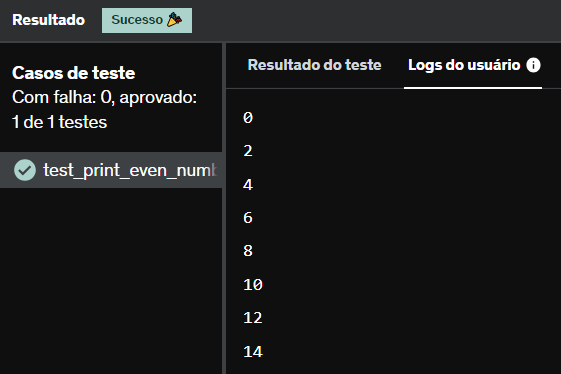 Resultado Sucesso 🎉
Casos de teste
Com falha: 0, aprovado:
1 de 1 testes
test_print_even_numb
Resultado do teste Logs do usuário
0
2
4
6
8
10
12
14